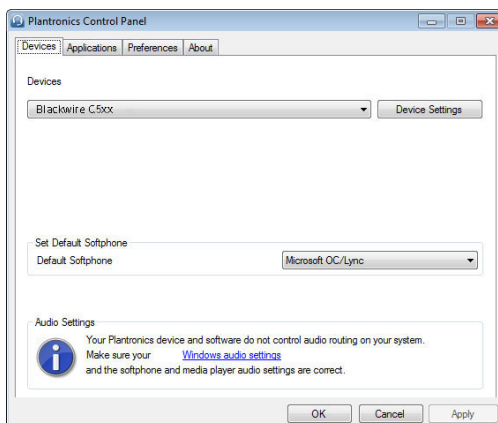 Plantronics Control Panel
Devices Applications Preferences About
Devices
Blackwire C5xx Device Settings
Set Default Softphone
Default Softphone Microsoft OC/Lync
Audio Settings
Your Plantronics device and software do not control audio routing on your system.
Make sure your Windows audio settings
and the softphone and media player audio settings are correct.
OK Cancel Apply